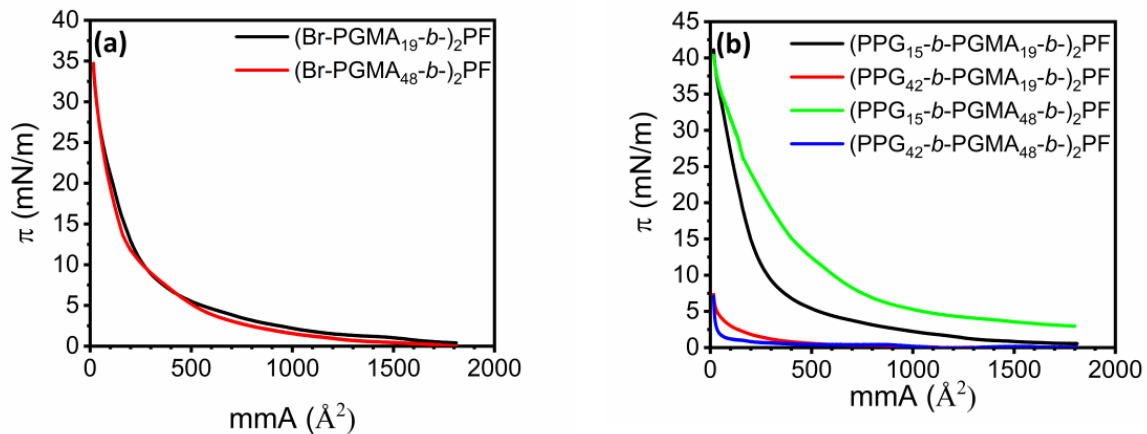 (a)
(Br-PGMA₁₉-b-)₂PF
(Br-PGMA₄₈-b-)₂PF
40
35
30
25
20
15
10
5
0
π (mN/m)
0 500 1000 1500 2000
mmA (Å²)
(b)
(PPG₁₅-b-PGMA₁₉-b-)₂PF
(PPG₄₂-b-PGMA₁₉-b-)₂PF
(PPG₁₅-b-PGMA₄₈-b-)₂PF
(PPG₄₂-b-PGMA₄₈-b-)₂PF
45
40
35
30
25
20
15
10
5
0
π (mN/m)
0 500 1000 1500 2000
mmA (Å²)